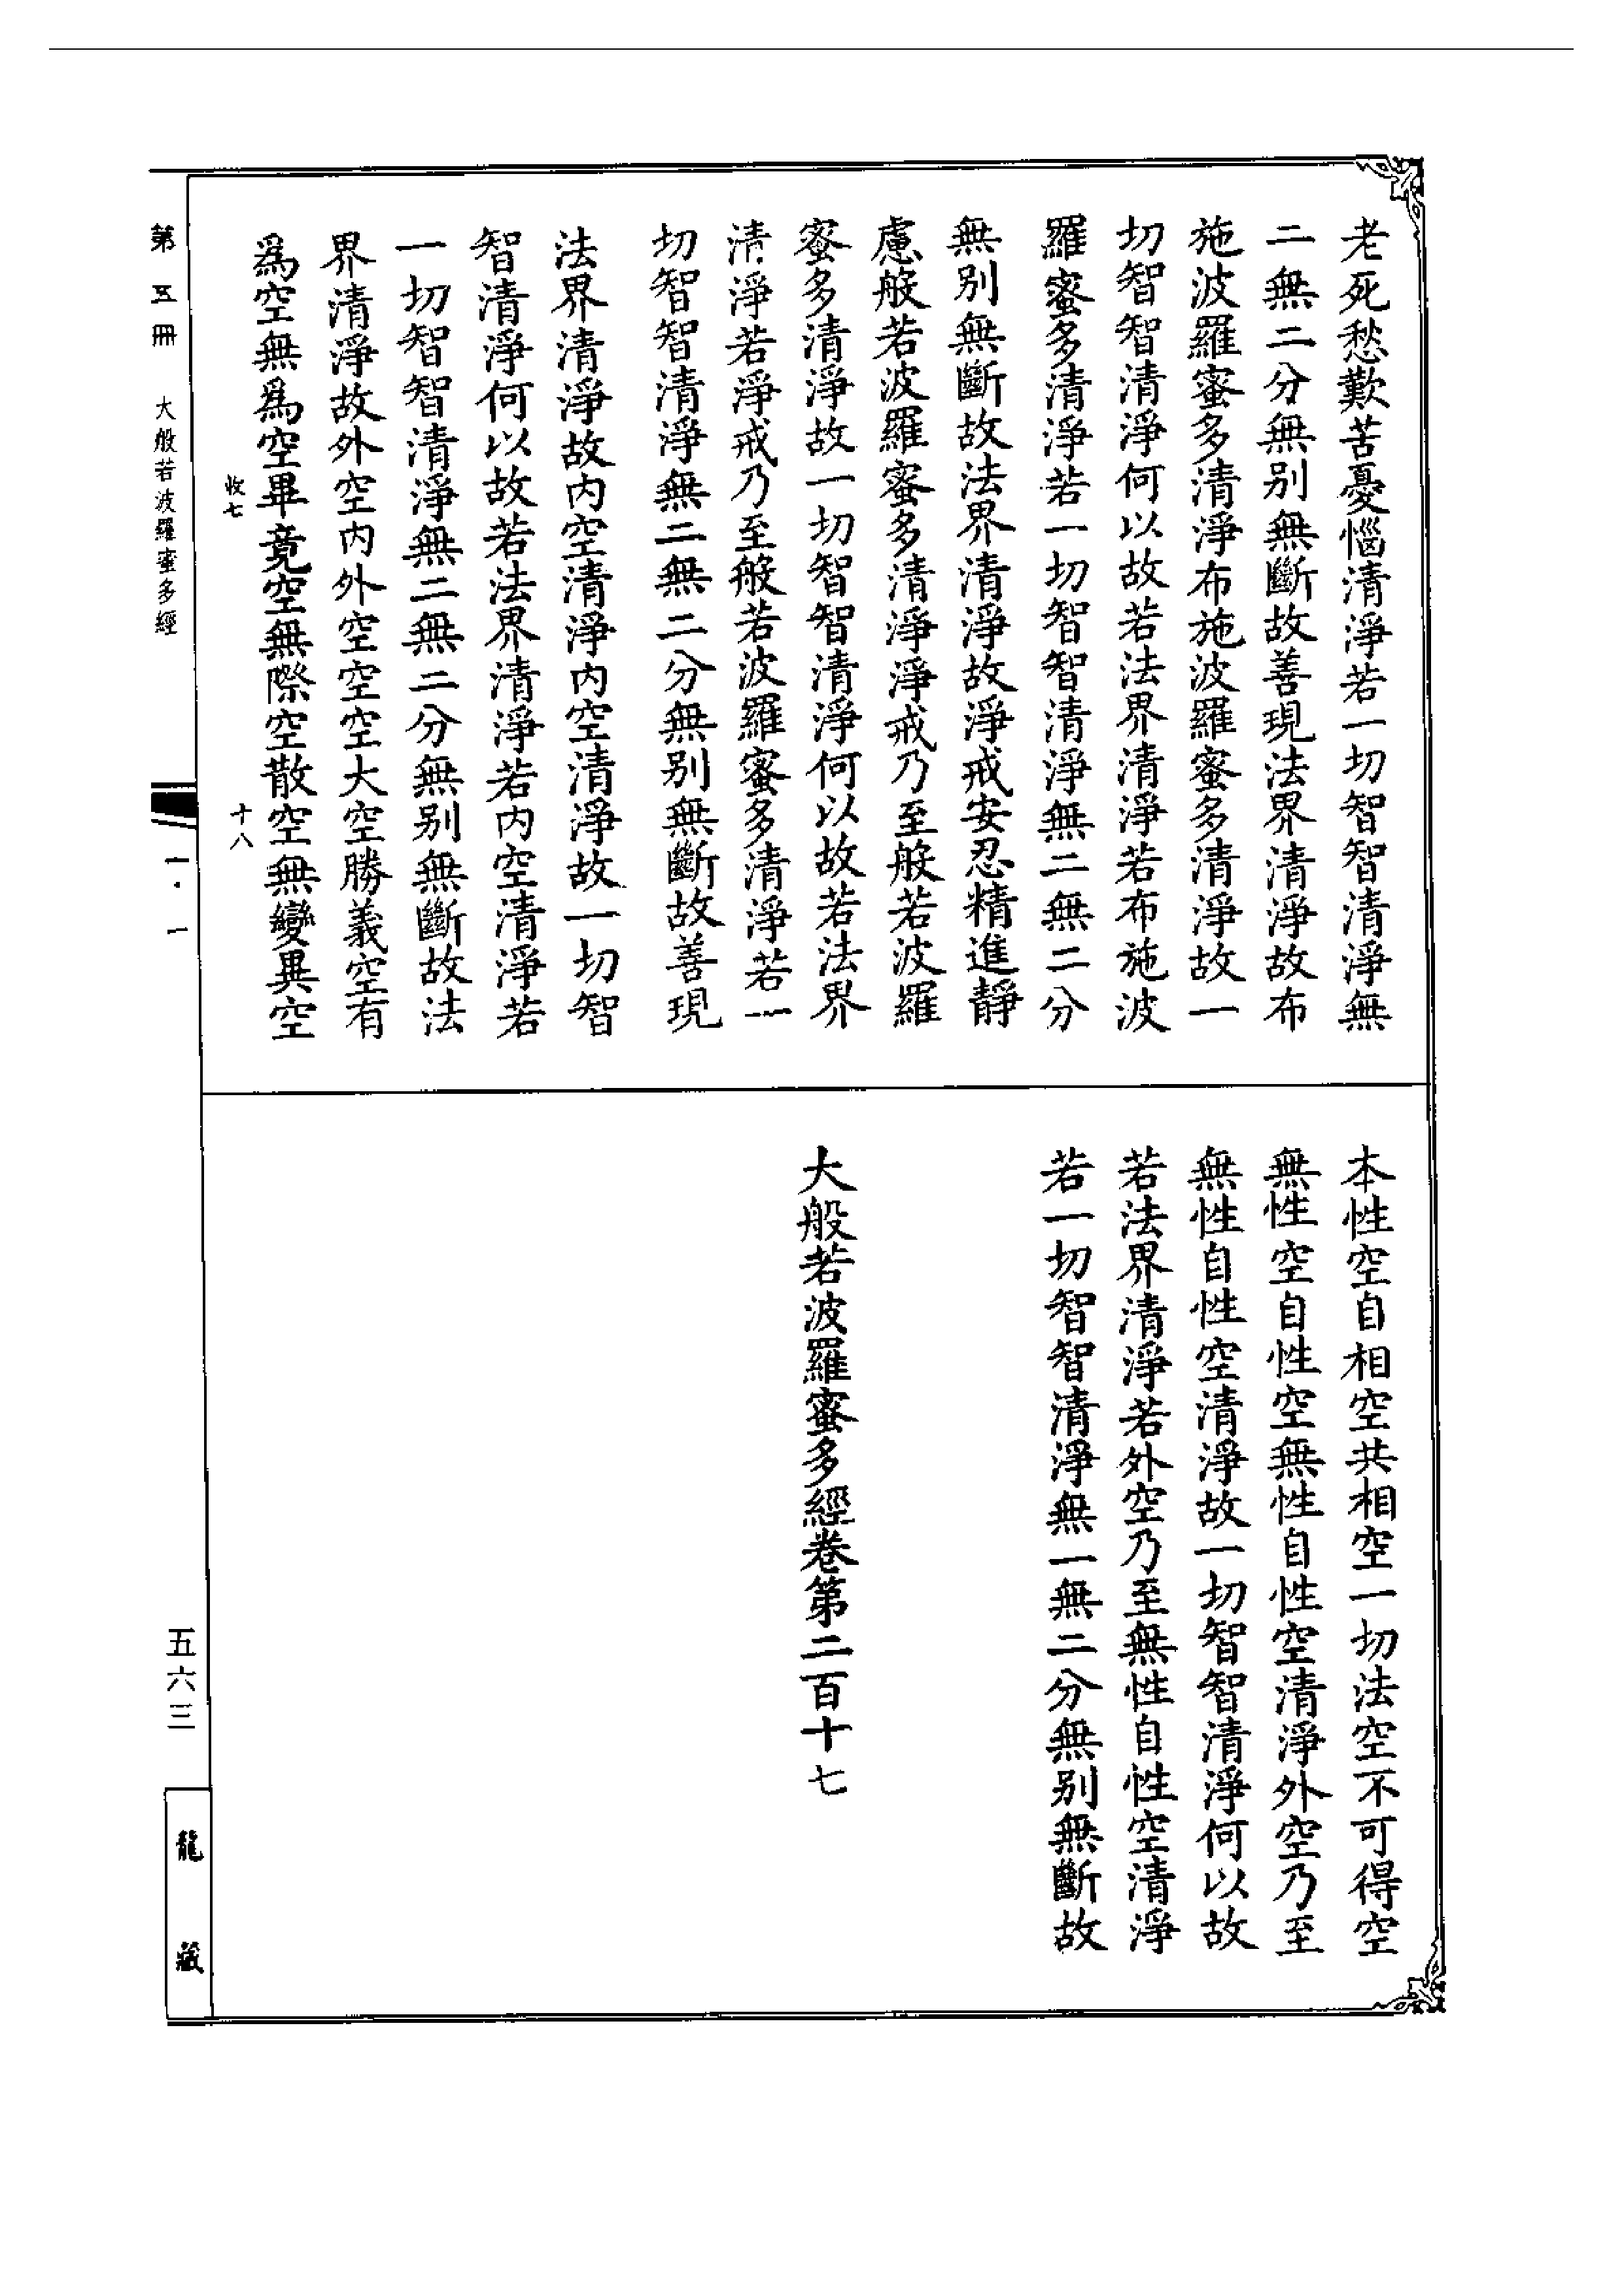 老死愁歎苦憂惱清淨若一切智智清淨無
二無二分無別無斷故善現法界清淨故布
施波羅蜜多清淨布施波羅蜜多清淨故一
切智智清淨何以故若法界清淨若布施波
羅蜜多清淨若一切智智清淨無二無二分
無別無斷故法界清淨故淨戒安忍精進靜
慮般若波羅蜜多清淨淨戒乃至般若波羅
蜜多清淨故一切智智清淨何以故若法界
清淨若淨戒乃至般若波羅蜜多清淨若一
切智智清淨無二無二分無別無斷故善現
法界清淨故內空清淨內空清淨故一切智
智清淨何以故若法界清淨若內空清淨若
一切智智清淨無二無二分無別無斷故法
界清淨故外空內外空空空大空勝義空有
爲空無爲空畢竟空無際空散空無變異空
收七 十八
本性空自相空共相空一切法空不可得空
無性空自性空無性自性空清淨外空乃至
無性自性空清淨故一切智智清淨何以故
若法界清淨若外空乃至無性自性空清淨
若一切智智清淨無二無二分無別無斷故
大般若波羅蜜多經卷第二百十七
第五冊 大般若波羅蜜多經
一·一
五六三
龍藏